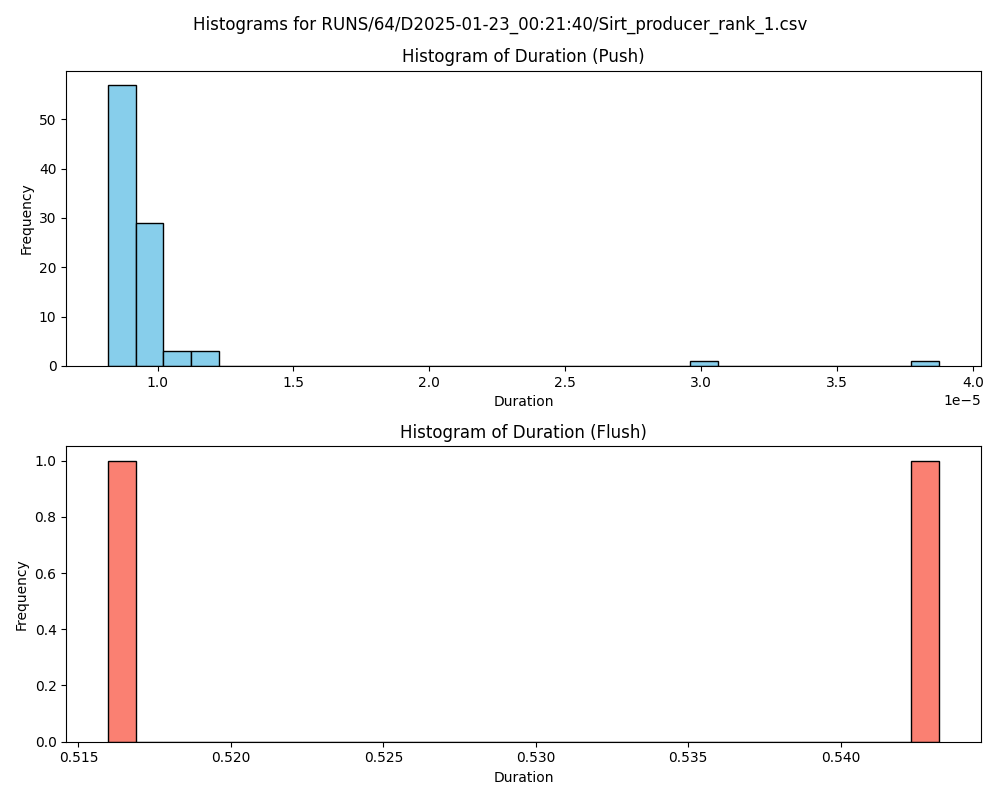 Histograms for RUNS/64/D2025-01-23_00:21:40/Sirt_producer_rank_1.csv
Histogram of Duration (Push)
Frequency
50
40
30
20
10
0
1.0 1.5 2.0 2.5 3.0 3.5 4.0
1e−5
Duration
Histogram of Duration (Flush)
Frequency
1.0
0.8
0.6
0.4
0.2
0.0
0.515 0.520 0.525 0.530 0.535 0.540
Duration